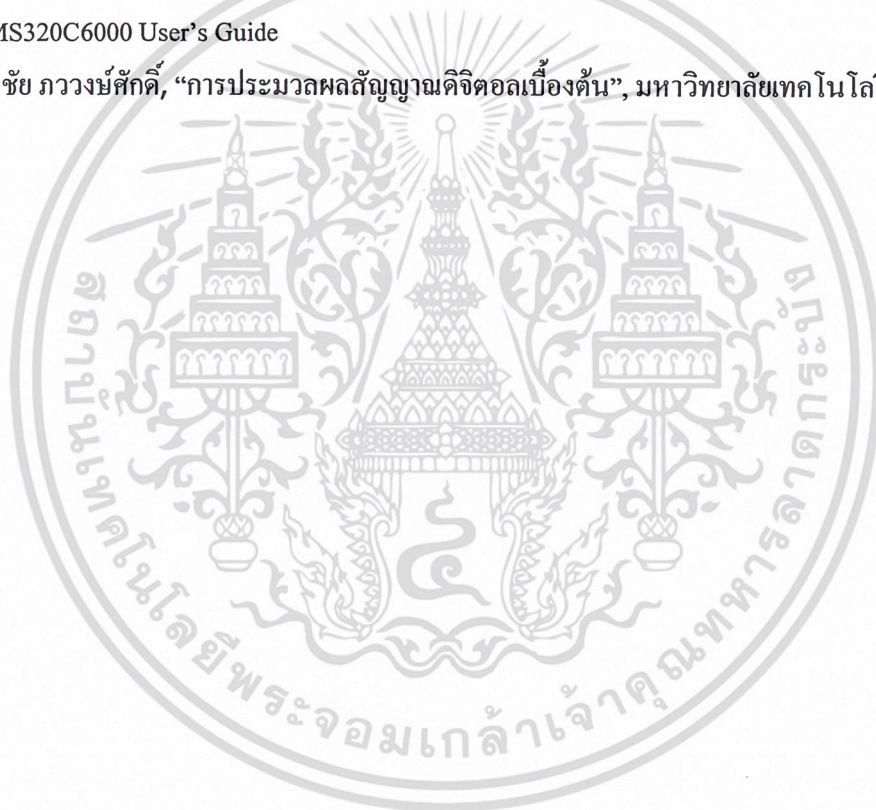 MS320C6000 User's Guide
ชัย ภววงษ์ศักดิ์, “การประมวลผลสัญญาณดิจิตอลเบื้องต้น”, มหาวิทยาลัยเทคโนโล
สถาบันเทคโนโลยีพระจอมเกล้าเจ้าคุณทหารลาดกระบัง
๔